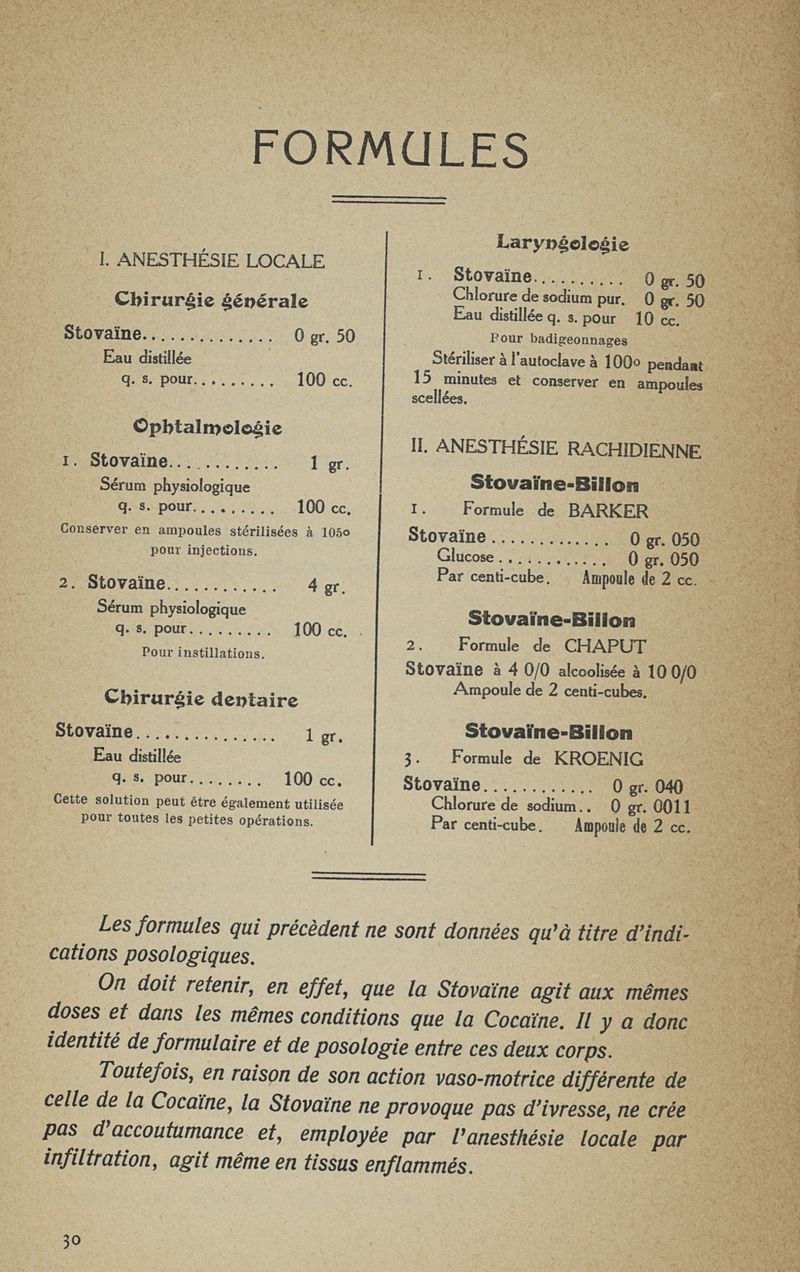 FORMULES
I. ANESTHÉSIE LOCALE
Chirurgie générale
Stovaïne.............. 0 gr. 50
Eau distillée
q. s. pour......... 100 cc.
Ophtalmologie
1. Stovaïne............ 1 gr.
Sérum physiologique
q. s. pour......... 100 cc.
Conserver en ampoules stérilisées à 105º
pour injections.
2. Stovaïne............ 4 gr.
Sérum physiologique
q. s. pour......... 100 cc.
Pour instillations.
Chirurgie dentaire
Stovaïne............... 1 gr.
Eau distillée
q. s. pour........ 100 cc.
Cette solution peut être également utilisée
pour toutes les petites opérations.
Laryngologie
1. Stovaïne.......... 0 gr. 50
Chlorure de sodium pur. 0 gr. 50
Eau distillée q. s. pour 10 cc.
Pour badigeonnages
Stériliser à l'autoclave à 100º pendant
15 minutes et conserver en ampoules
scellées.
II. ANESTHÉSIE RACHIDIENNE
Stovaïne-Billon
1. Formule de BARKER
Stovaïne............. 0 gr. 050
Glucose............ 0 gr. 050
Par centi-cube. Ampoule de 2 cc.
Stovaïne-Billon
2. Formule de CHAPUT
Stovaïne à 4 0/0 alcoolisée à 10 0/0
Ampoule de 2 centi-cubes.
Stovaïne-Billon
3. Formule de KROENIG
Stovaïne............ 0 gr. 040
Chlorure de sodium.. 0 gr. 0011
Par centi-cube. Ampoule de 2 cc.
Les formules qui précèdent ne sont données qu'à titre d'indi-
cations posologiques.
On doit retenir, en effet, que la Stovaïne agit aux mêmes
doses et dans les mêmes conditions que la Cocaïne. Il y a donc
identité de formulaire et de posologie entre ces deux corps.
Toutefois, en raison de son action vaso-motrice différente de
celle de la Cocaïne, la Stovaïne ne provoque pas d'ivresse, ne crée
pas d'accoutumance et, employée par l'anesthésie locale par
infiltration, agit même en tissus enflammés.
30